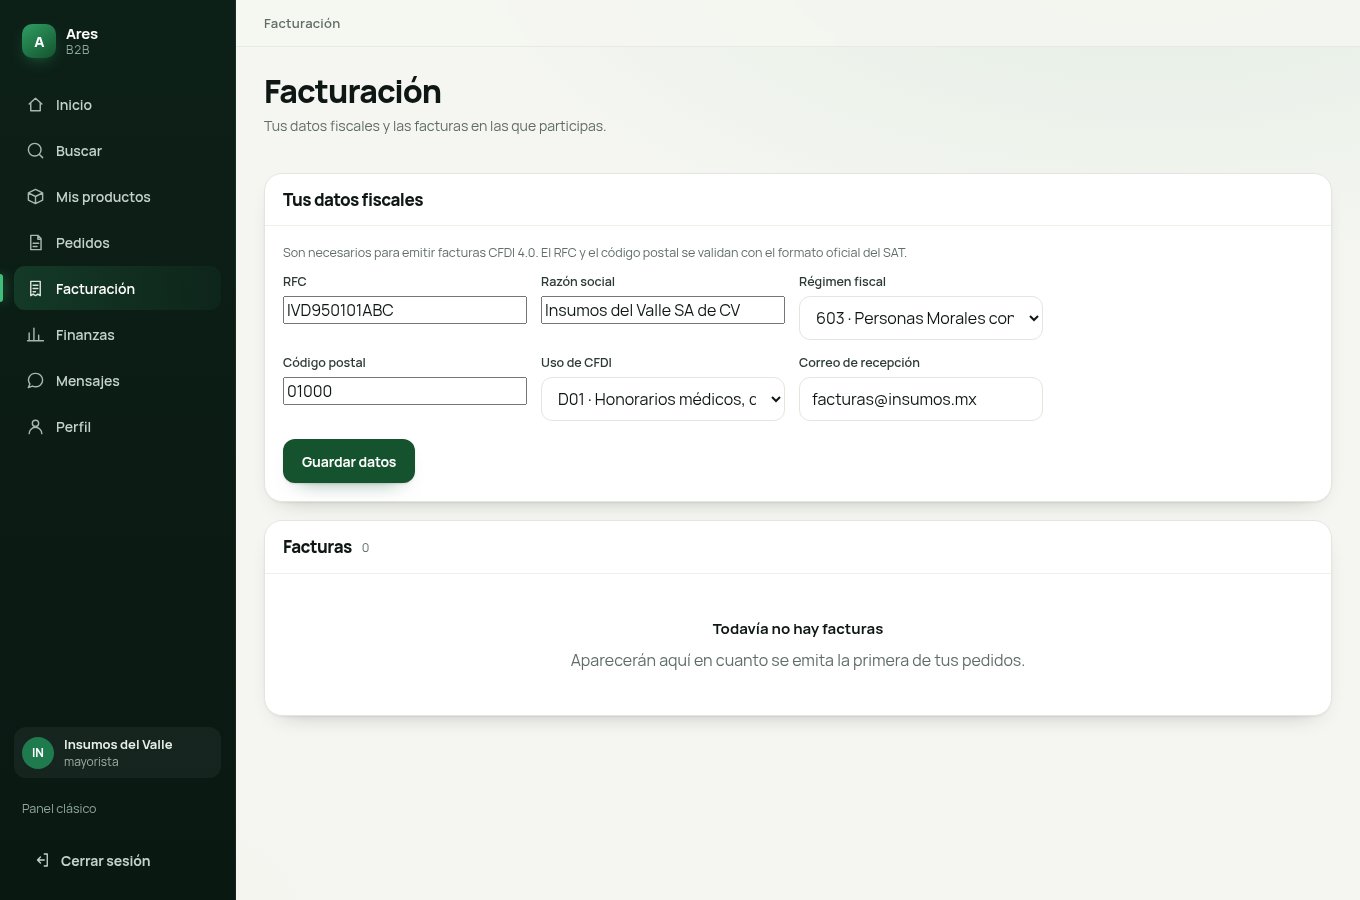 A
Ares
B2B
Inicio
Buscar
Mis productos
Pedidos
Facturación
Finanzas
Mensajes
Perfil
IN
Insumos del Valle
mayorista
Panel clásico
Cerrar sesión
Facturación
Facturación
Tus datos fiscales y las facturas en las que participas.
Tus datos fiscales
Son necesarios para emitir facturas CFDI 4.0. El RFC y el código postal se validan con el formato oficial del SAT.
RFC
Razón social
Régimen fiscal
IVD950101ABC
Insumos del Valle SA de CV
603 · Personas Morales con
Código postal
Uso de CFDI
Correo de recepción
01000
D01 · Honorarios médicos, c
facturas@insumos.mx
Guardar datos
Facturas 0
Todavía no hay facturas
Aparecerán aquí en cuanto se emita la primera de tus pedidos.